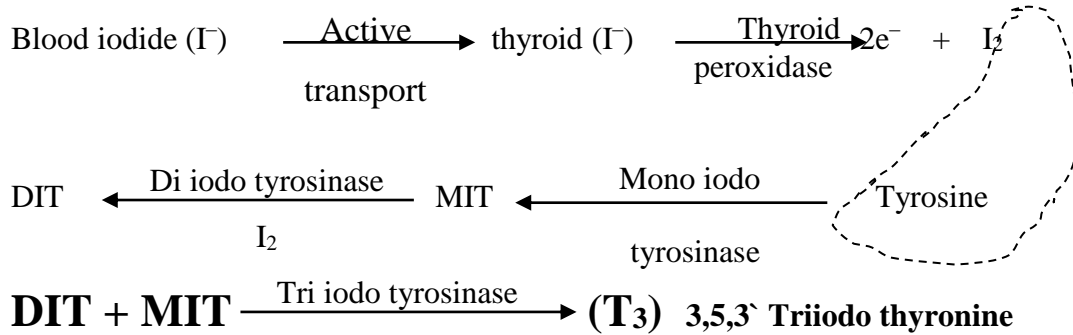 Blood iodide (I⁻) Active transport thyroid (I⁻) Thyroid peroxidase 2e⁻ + I₂
DIT Di iodo tyrosinase I₂ MIT Mono iodo tyrosinase Tyrosine
DIT + MIT Tri iodo tyrosinase (T₃) 3,5,3` Triiodo thyronine